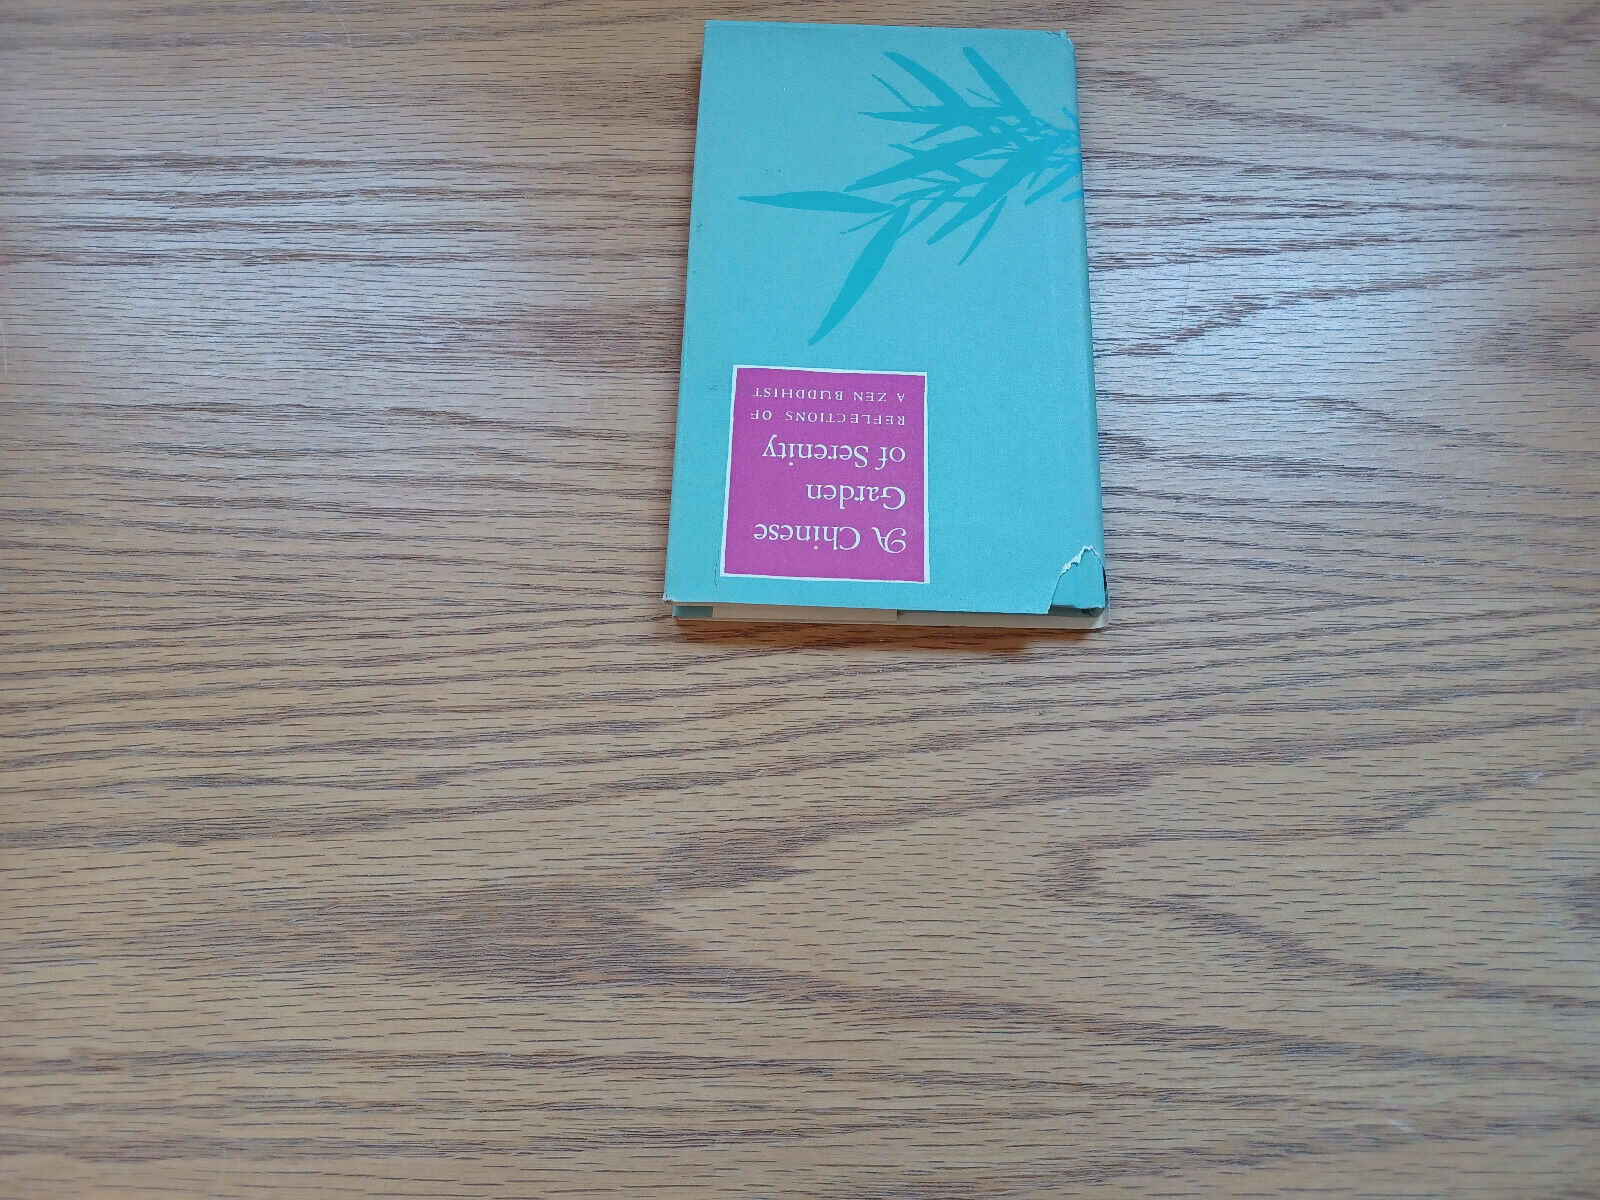 A Chinese
Garden
of Serenity
REFLECTIONS OF
A ZEN BUDDHIST